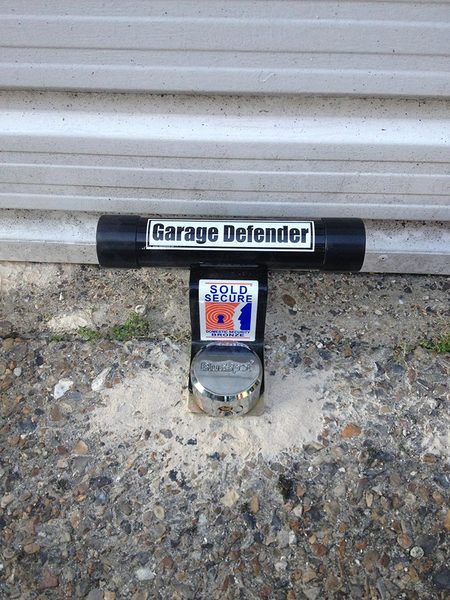 Garage Defender
SOLD
SECURE
DOMESTIC SECURITY
BRONZE